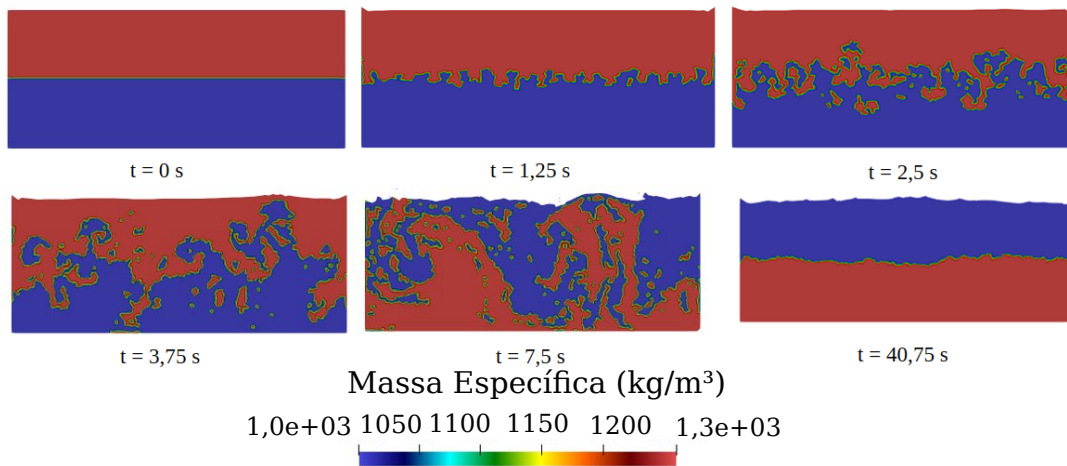 t = 0 s
t = 1,25 s
t = 2,5 s
t = 3,75 s
t = 7,5 s
t = 40,75 s
Massa Específica (kg/m³)
1,0e+03 1050 1100 1150 1200 1,3e+03